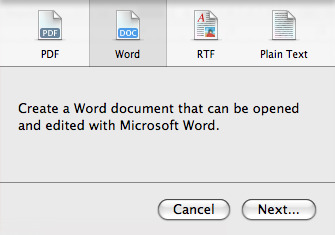 PDF DOC
PDF Word RTF Plain Text
Create a Word document that can be opened
and edited with Microsoft Word.
Cancel Next...